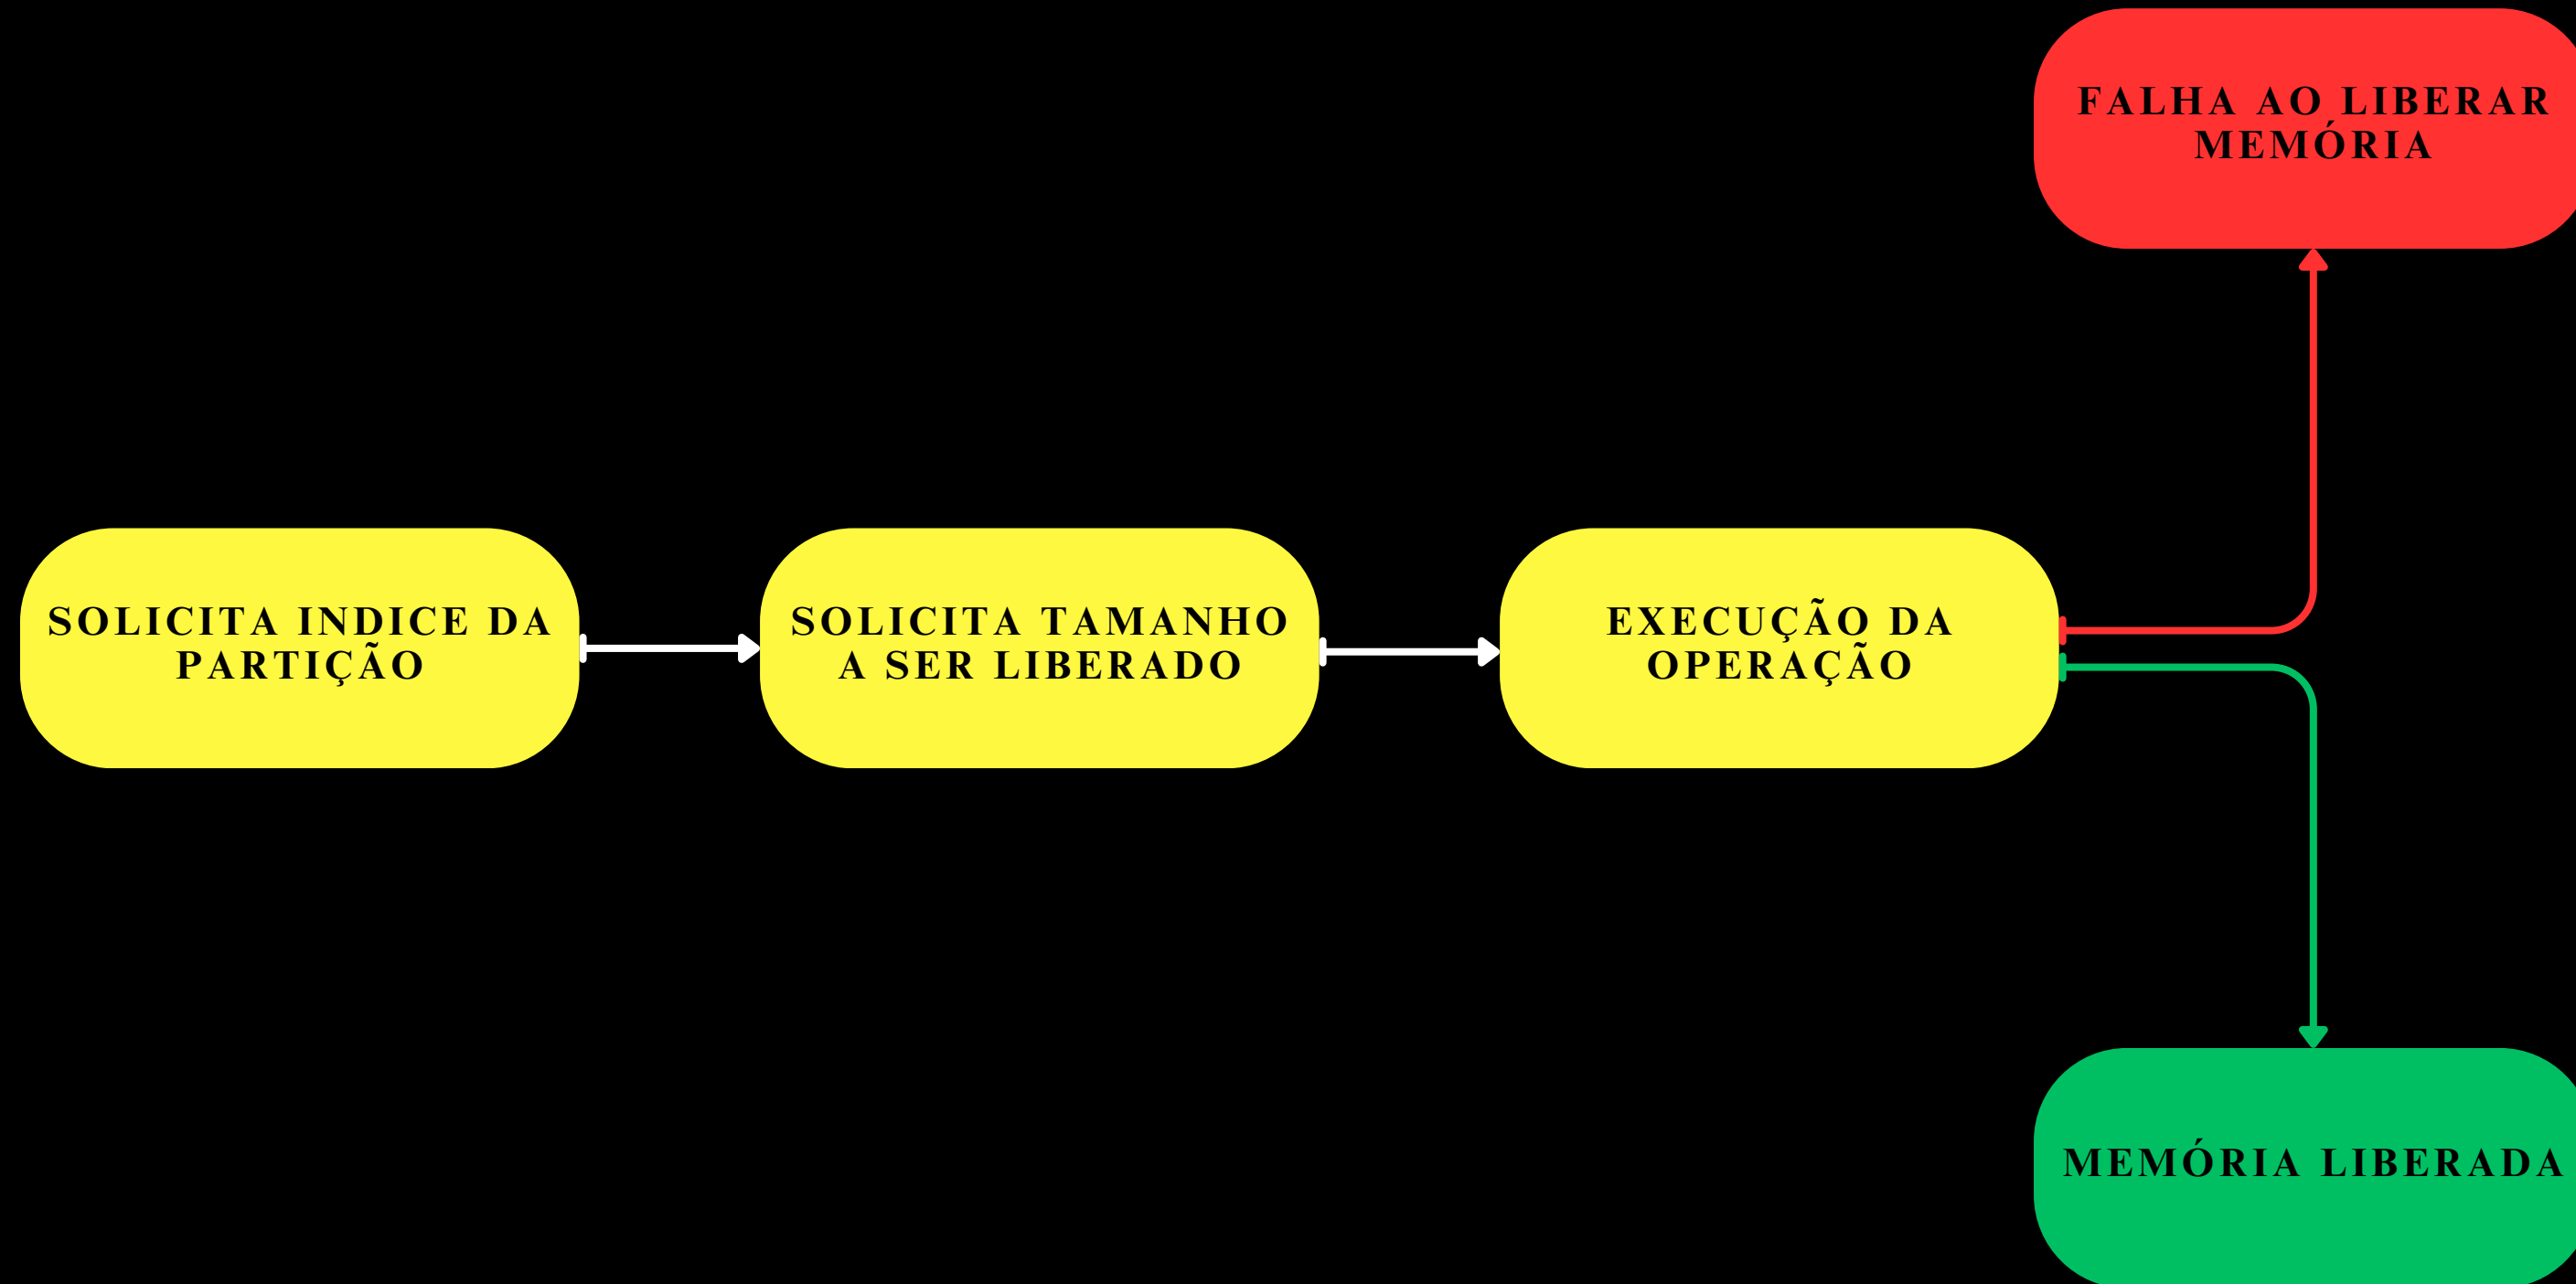 FALHA AO LIBERAR
MEMÓRIA
SOLICITA INDICE DA
PARTIÇÃO
SOLICITA TAMANHO
A SER LIBERADO
EXECUÇÃO DA
OPERAÇÃO
MEMÓRIA LIBERADA